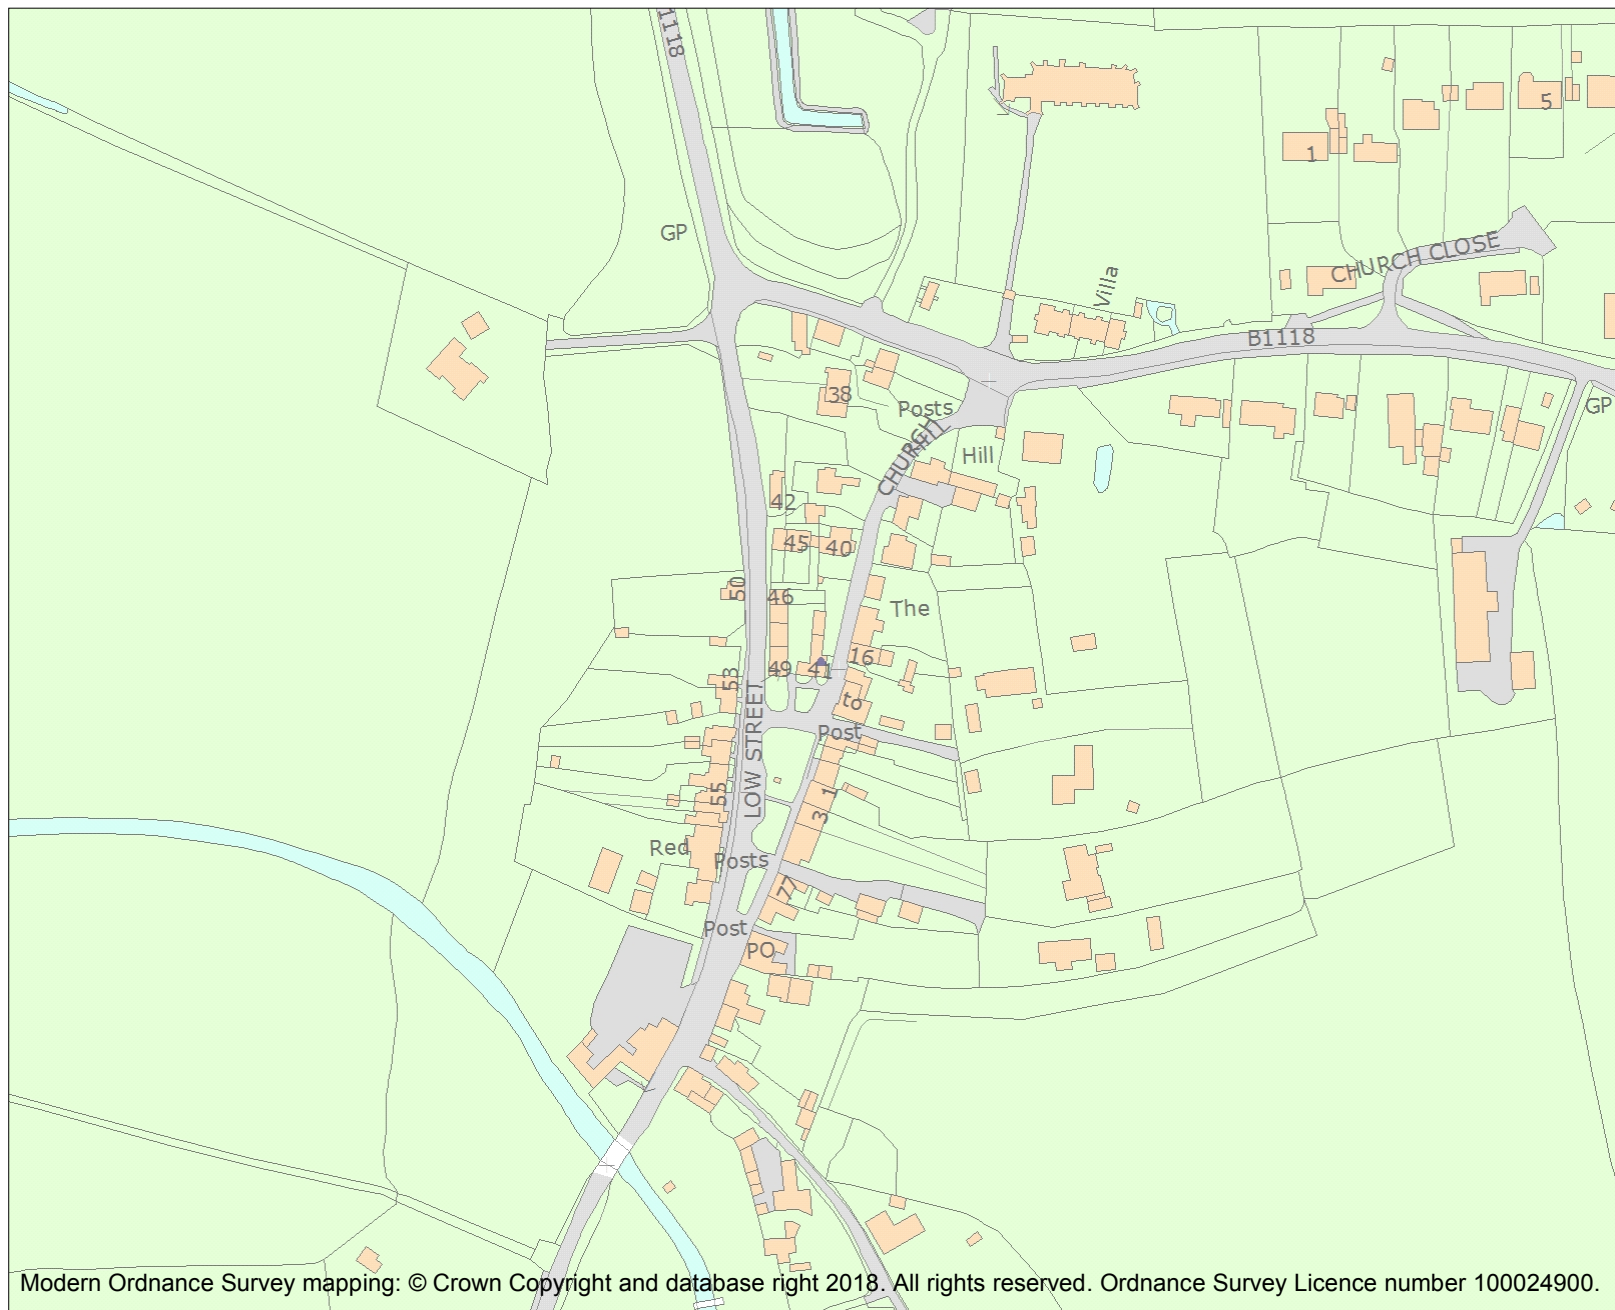 1118
5
1
GP
CHURCH CLOSE
Villa
B1118
38
Posts
GP
CHURCH
HILL
Hill
42
45
40
50
46
The
16
49
41
53
to
LOW STREET
Post
55
1
3
Red
Posts
77
Post
PO
Modern Ordnance Survey mapping: © Crown Copyright and database right 2018. All rights reserved. Ordnance Survey Licence number 100024900.